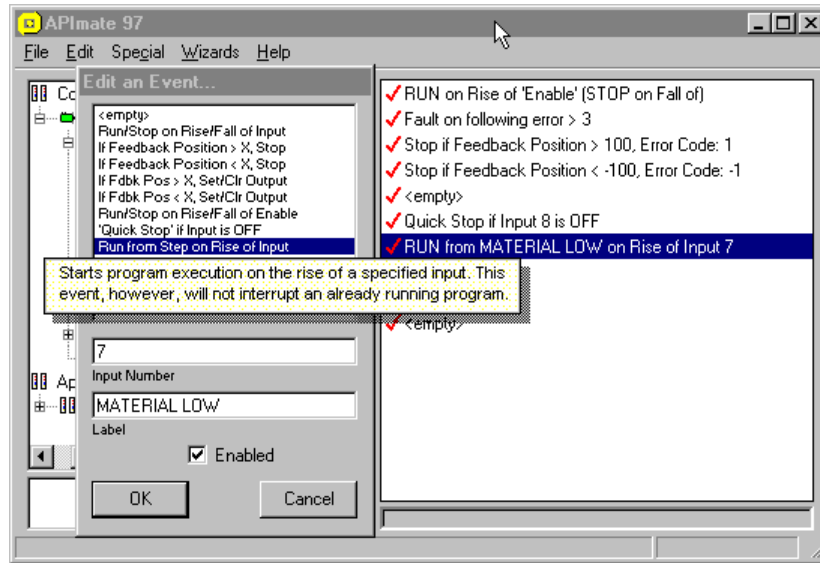 APImate 97
File Edit Special Wizards Help
Edit an Event...
<empty>
Run/Stop on Rise/Fall of Input
If Feedback Position > X, Stop
If Feedback Position < X, Stop
If Fdbk Pos > X, Set/Clr Output
If Fdbk Pos < X, Set/Clr Output
Run/Stop on Rise/Fall of Enable
'Quick Stop' if Input is OFF
Run from Step on Rise of Input
Starts program execution on the rise of a specified input. This
event, however, will not interrupt an already running program.
7
Input Number
MATERIAL LOW
Label
Enabled
OK Cancel
RUN on Rise of 'Enable' (STOP on Fall of)
Fault on following error > 3
Stop if Feedback Position > 100, Error Code: 1
Stop if Feedback Position < -100, Error Code: -1
<empty>
Quick Stop if Input 8 is OFF
RUN from MATERIAL LOW on Rise of Input 7
<empty>